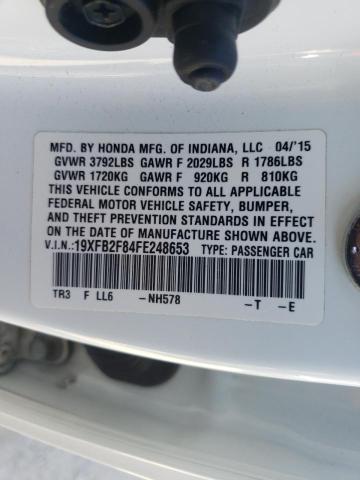 MFD. BY HONDA MFG. OF INDIANA, LLC 04/'15
GVWR 3792LBS GAWR F 2029LBS R 1786LBS
GVWR 1720KG GAWR F 920KG R 810KG
THIS VEHICLE CONFORMS TO ALL APPLICABLE
FEDERAL MOTOR VEHICLE SAFETY, BUMPER,
AND THEFT PREVENTION STANDARDS IN EFFECT
ON THE DATE OF MANUFACTURE SHOWN ABOVE.
V.I.N.:19XFB2F84FE248653 TYPE: PASSENGER CAR
TR3 F LL6 -NH578 -T -E